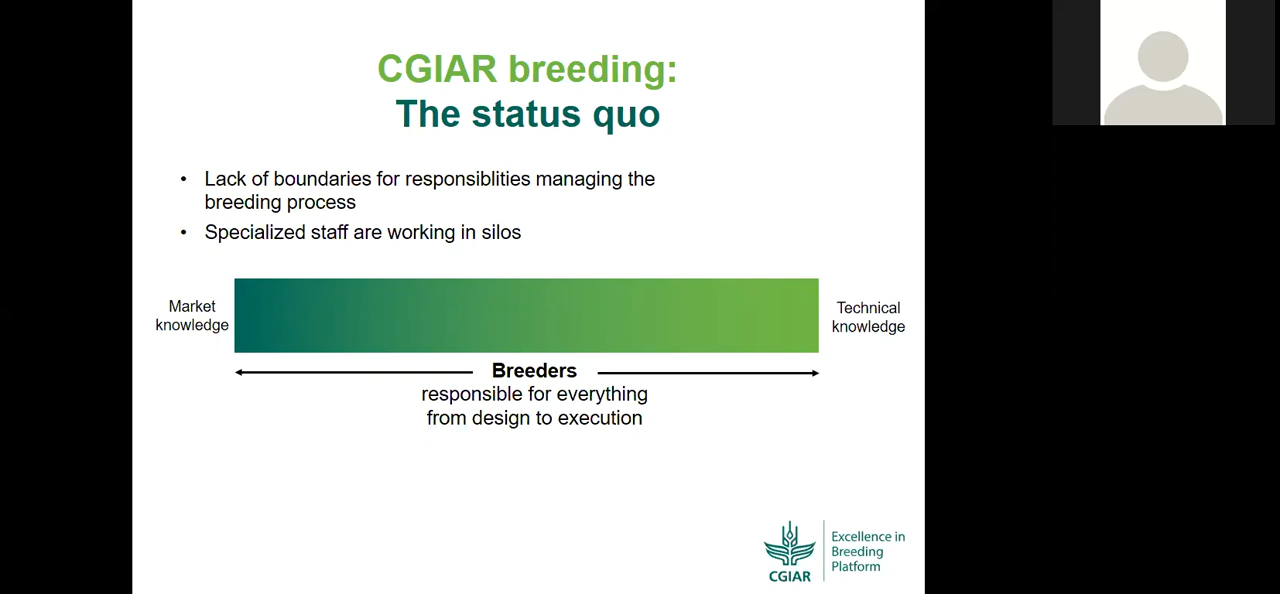 CGIAR breeding:
The status quo
• Lack of boundaries for responsiblities managing the
breeding process
• Specialized staff are working in silos
Market
knowledge
Technical
knowledge
Breeders
responsible for everything
from design to execution
CGIAR
Excellence in
Breeding
Platform